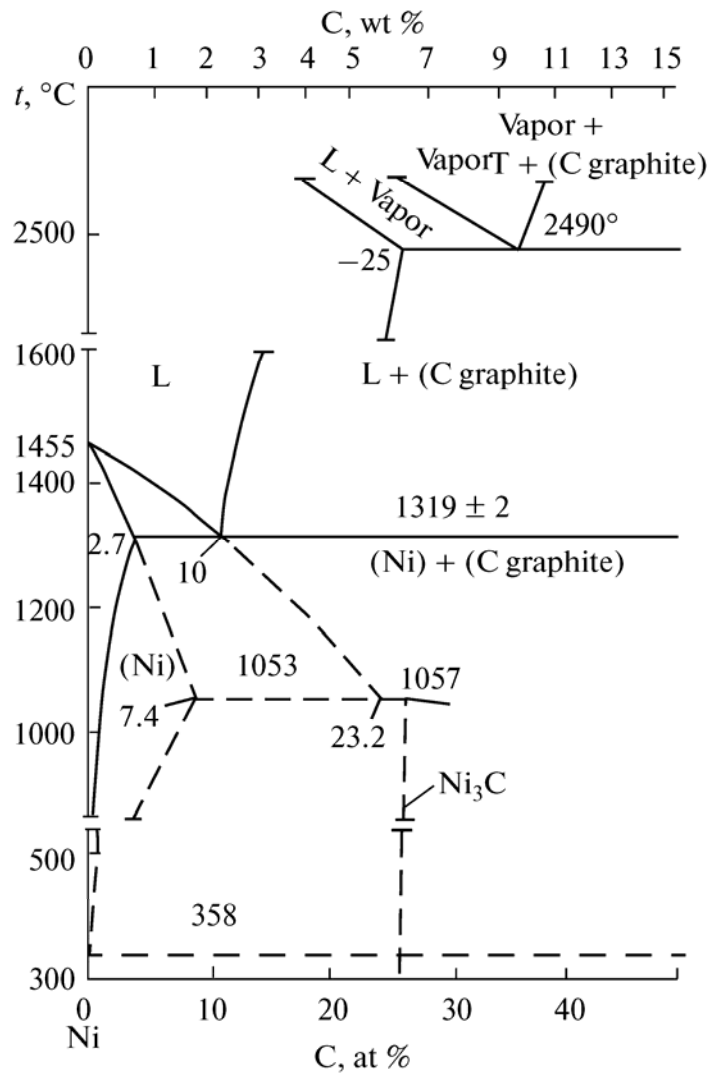 C, wt %
0 1 2 3 4 5 7 9 11 13 15
t, °C
Vapor +
VaporT + (C graphite)
L + Vapor
2500
2490°
−25
1600
L
L + (C graphite)
1455
1400
1319 ± 2
2.7
10
(Ni) + (C graphite)
1200
(Ni)
1053
1057
7.4
23.2
1000
Ni₃C
500
358
300
0 10 20 30 40
Ni
C, at %